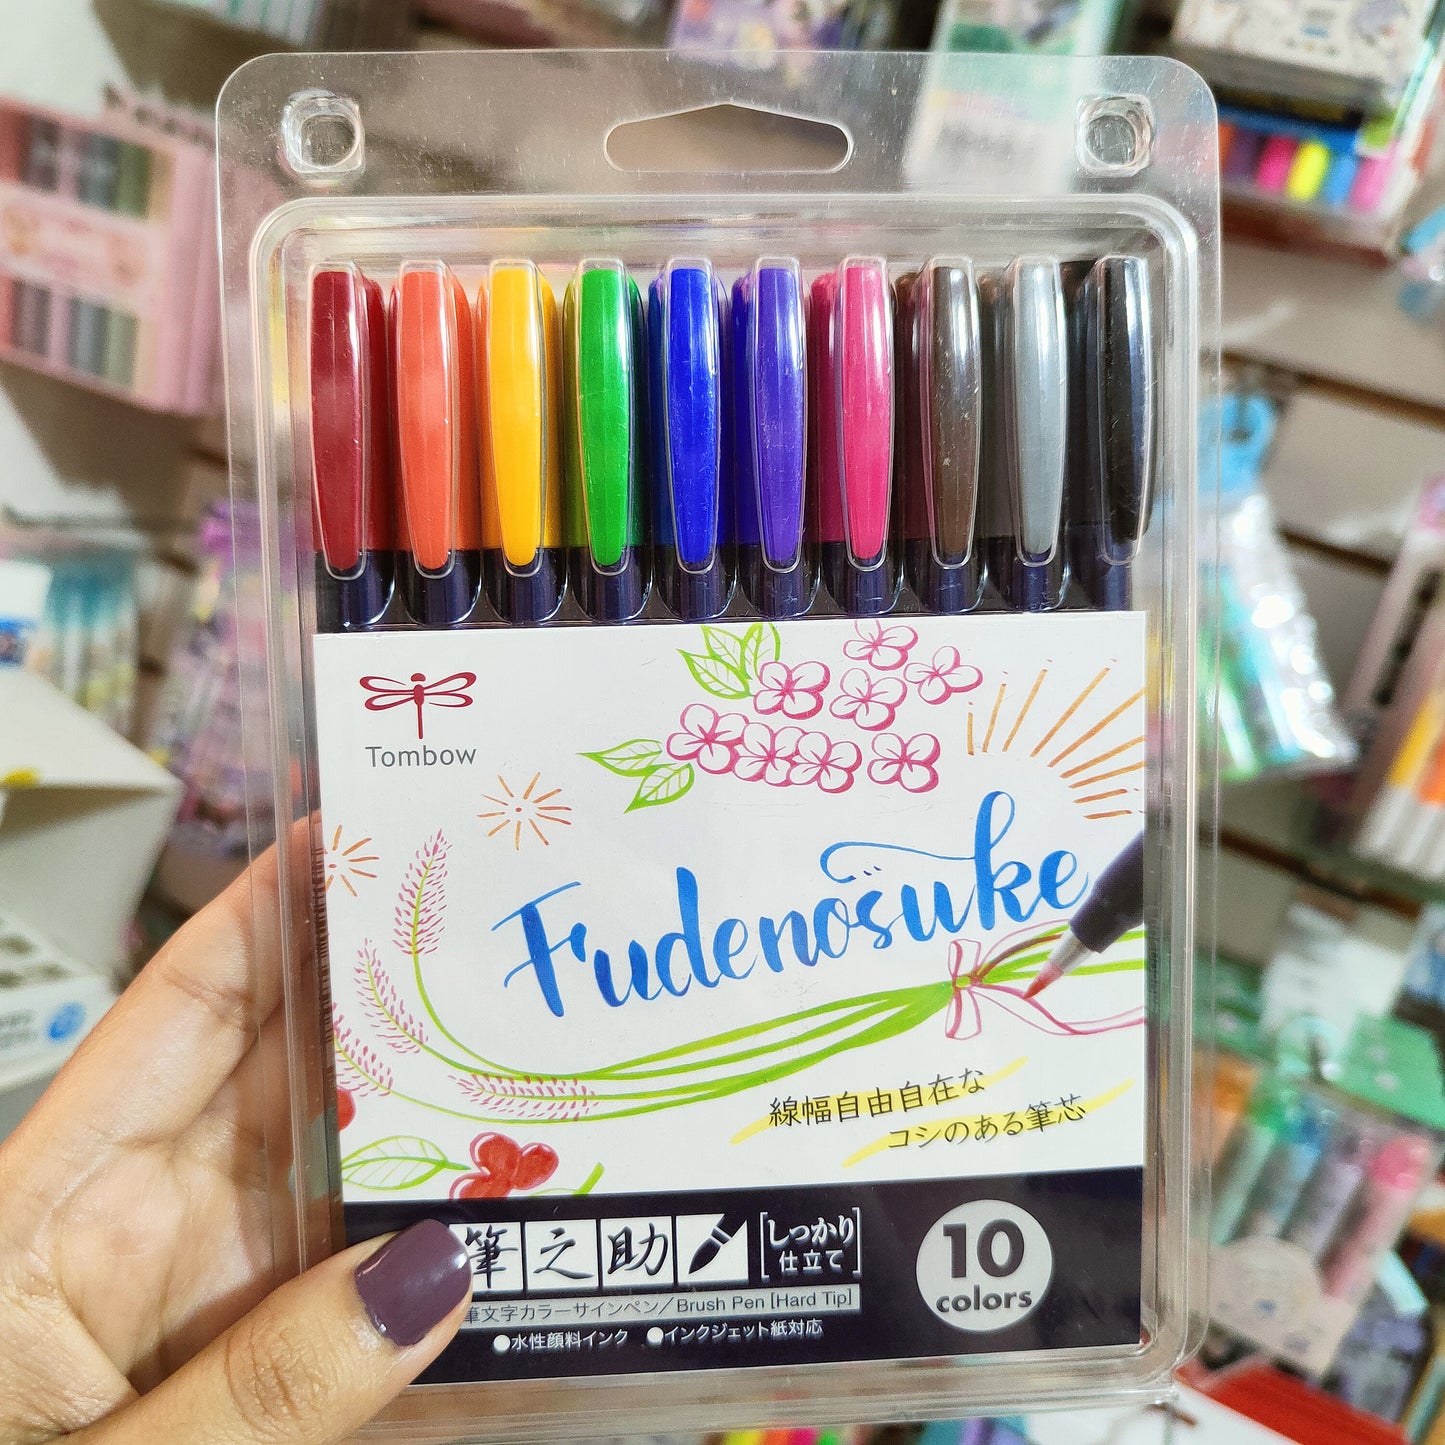 Tombow
Fudenosuke
線幅自由自在な
コシのある筆芯
筆之助
[しっかり仕立て]
筆文字カラーサインペン/Brush Pen [Hard Tip]
●水性顔料インク ●インクジェット紙対応
10
colors